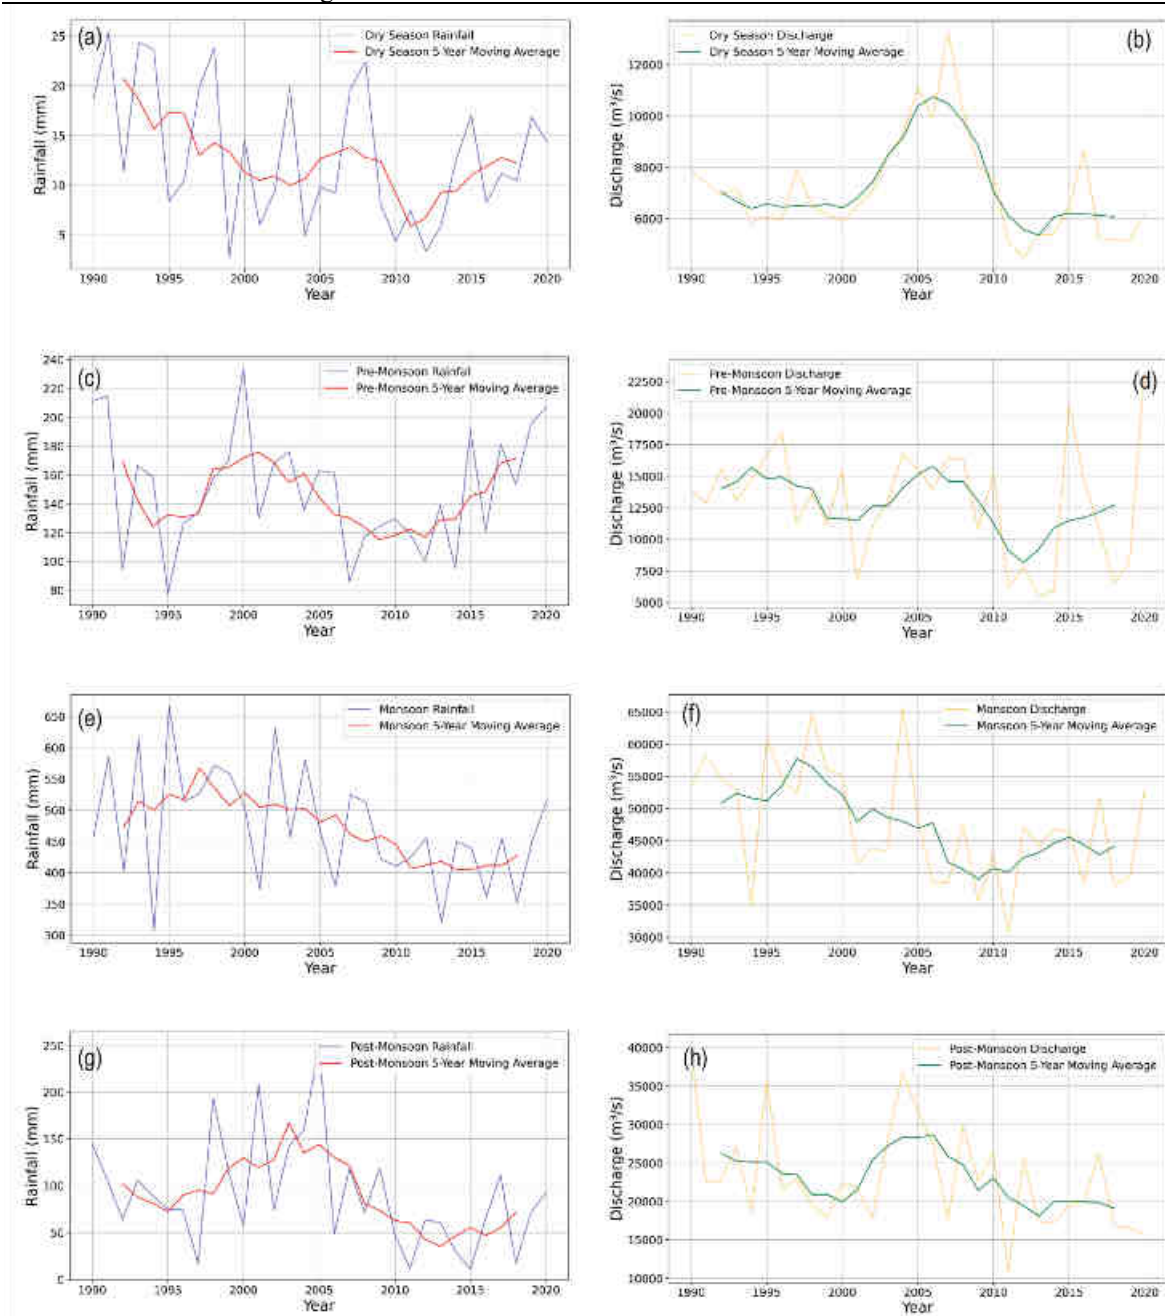 (a)
Dry Season Rainfall
Dry Season 5-Year Moving Average
25
20
15
10
5
Rainfall (mm)
1990 1995 2000 2005 2010 2015 2020
Year
(b)
Dry Season Discharge
Dry Season 5-Year Moving Average
12000
10000
8000
6000
Discharge (m³/s)
1990 1995 2000 2005 2010 2015 2020
Year
(c)
Pre-Monsoon Rainfall
Pre-Monsoon 5-Year Moving Average
240
220
200
180
160
140
120
100
80
Rainfall (mm)
1990 1995 2000 2005 2010 2015 2020
Year
(d)
Pre-Monsoon Discharge
Pre-Monsoon 5-Year Moving Average
22500
20000
17500
15000
12500
10000
7500
5000
Discharge (m³/s)
1990 1995 2000 2005 2010 2015 2020
Year
(e)
Monsoon Rainfall
Monsoon 5-Year Moving Average
650
600
550
500
450
400
350
300
Rainfall (mm)
1990 1995 2000 2005 2010 2015 2020
Year
(f)
Monsoon Discharge
Monsoon 5-Year Moving Average
65000
60000
55000
50000
45000
40000
35000
30000
Discharge (m³/s)
1990 1995 2000 2005 2010 2015 2020
Year
(g)
Post-Monsoon Rainfall
Post-Monsoon 5-Year Moving Average
250
200
150
100
50
0
Rainfall (mm)
1990 1995 2000 2005 2010 2015 2020
Year
(h)
Post-Monsoon Discharge
Post-Monsoon 5-Year Moving Average
40000
35000
30000
25000
20000
15000
10000
Discharge (m³/s)
1990 1995 2000 2005 2010 2015 2020
Year